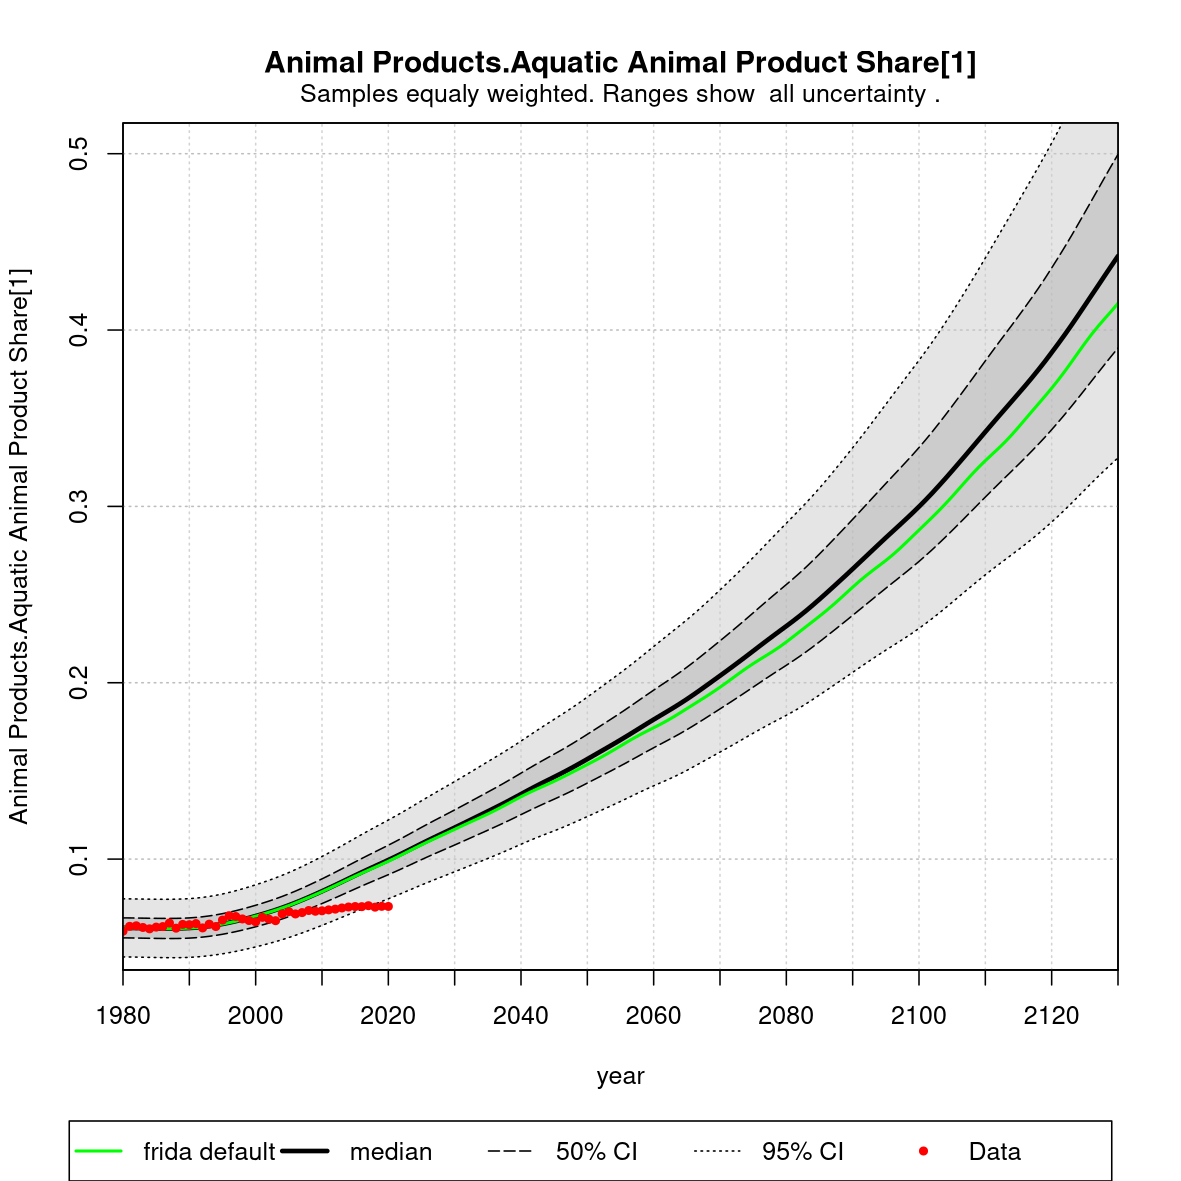 Animal Products.Aquatic Animal Product Share[1]
Samples equaly weighted. Ranges show  all uncertainty .
Animal Products.Aquatic Animal Product Share[1]
0.5
0.4
0.3
0.2
0.1
1980 2000 2020 2040 2060 2080 2100 2120
year
frida default median 50% CI 95% CI Data